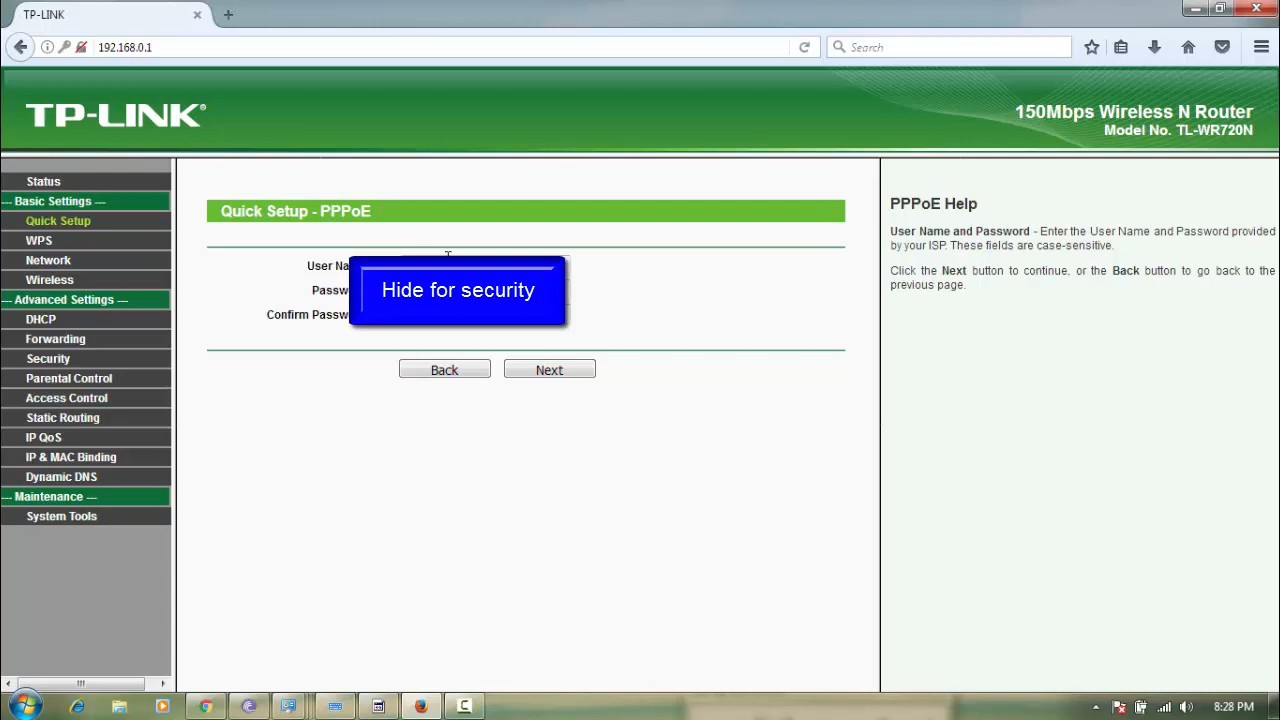 TP-LINK
192.168.0.1
Search
TP-LINK®
150Mbps Wireless N Router
Model No. TL-WR720N
Status
--- Basic Settings ---
Quick Setup
WPS
Network
Wireless
--- Advanced Settings ---
DHCP
Forwarding
Security
Parental Control
Access Control
Static Routing
IP QoS
IP & MAC Binding
Dynamic DNS
--- Maintenance ---
System Tools
Quick Setup - PPPoE
User Na
Passw
Confirm Passw
Hide for security
Back
Next
PPPoE Help
User Name and Password - Enter the User Name and Password provided
by your ISP. These fields are case-sensitive.
Click the Next button to continue, or the Back button to go back to the
previous page.
8:28 PM